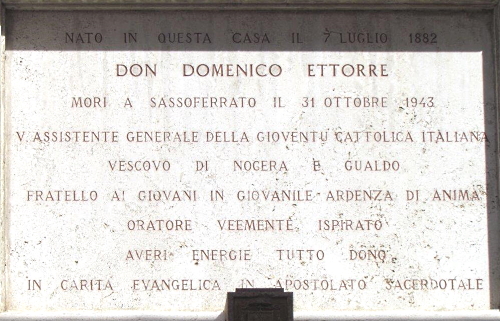 NATO IN QUESTA CASA IL 7 LUGLIO 1882
DON DOMENICO ETTORRE
MORI A SASSOFERRATO IL 31 OTTOBRE 1943
V. ASSISTENTE GENERALE DELLA GIOVENTÙ CATTOLICA ITALIANA
VESCOVO DI NOCERA E GUALDO
FRATELLO AI GIOVANI IN GIOVANILE ARDENZA DI ANIMA
ORATORE VEEMENTE, ISPIRATO
AVERI ENERGIE TUTTO DONÒ
IN CARITÀ EVANGELICA IN APOSTOLATO SACERDOTALE